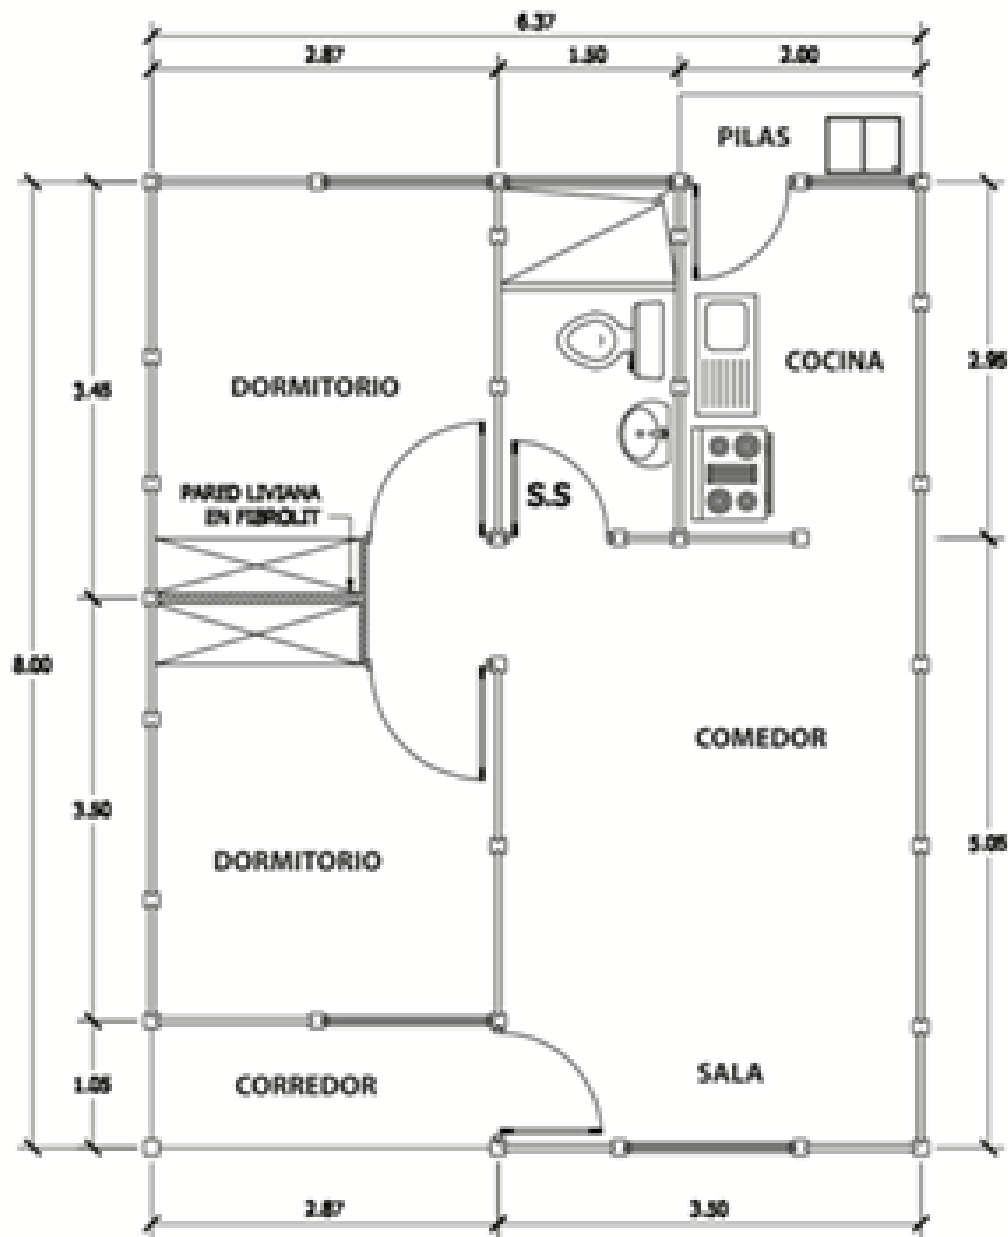 6.37
2.87
1.50
2.00
PILAS
COCINA
2.95
DORMITORIO
3.45
PARED LIVIANA
EN FIBROLIT
S.S
8.00
COMEDOR
3.50
5.05
DORMITORIO
SALA
1.05
CORREDOR
2.87
3.50